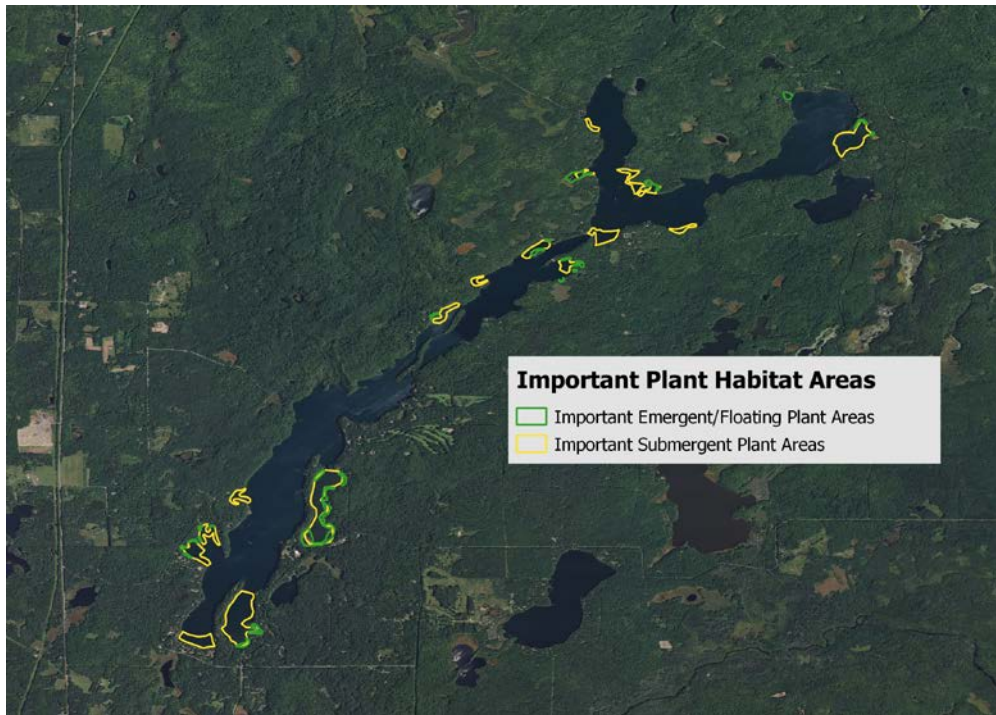 Important Plant Habitat Areas
Important Emergent/Floating Plant Areas
Important Submergent Plant Areas